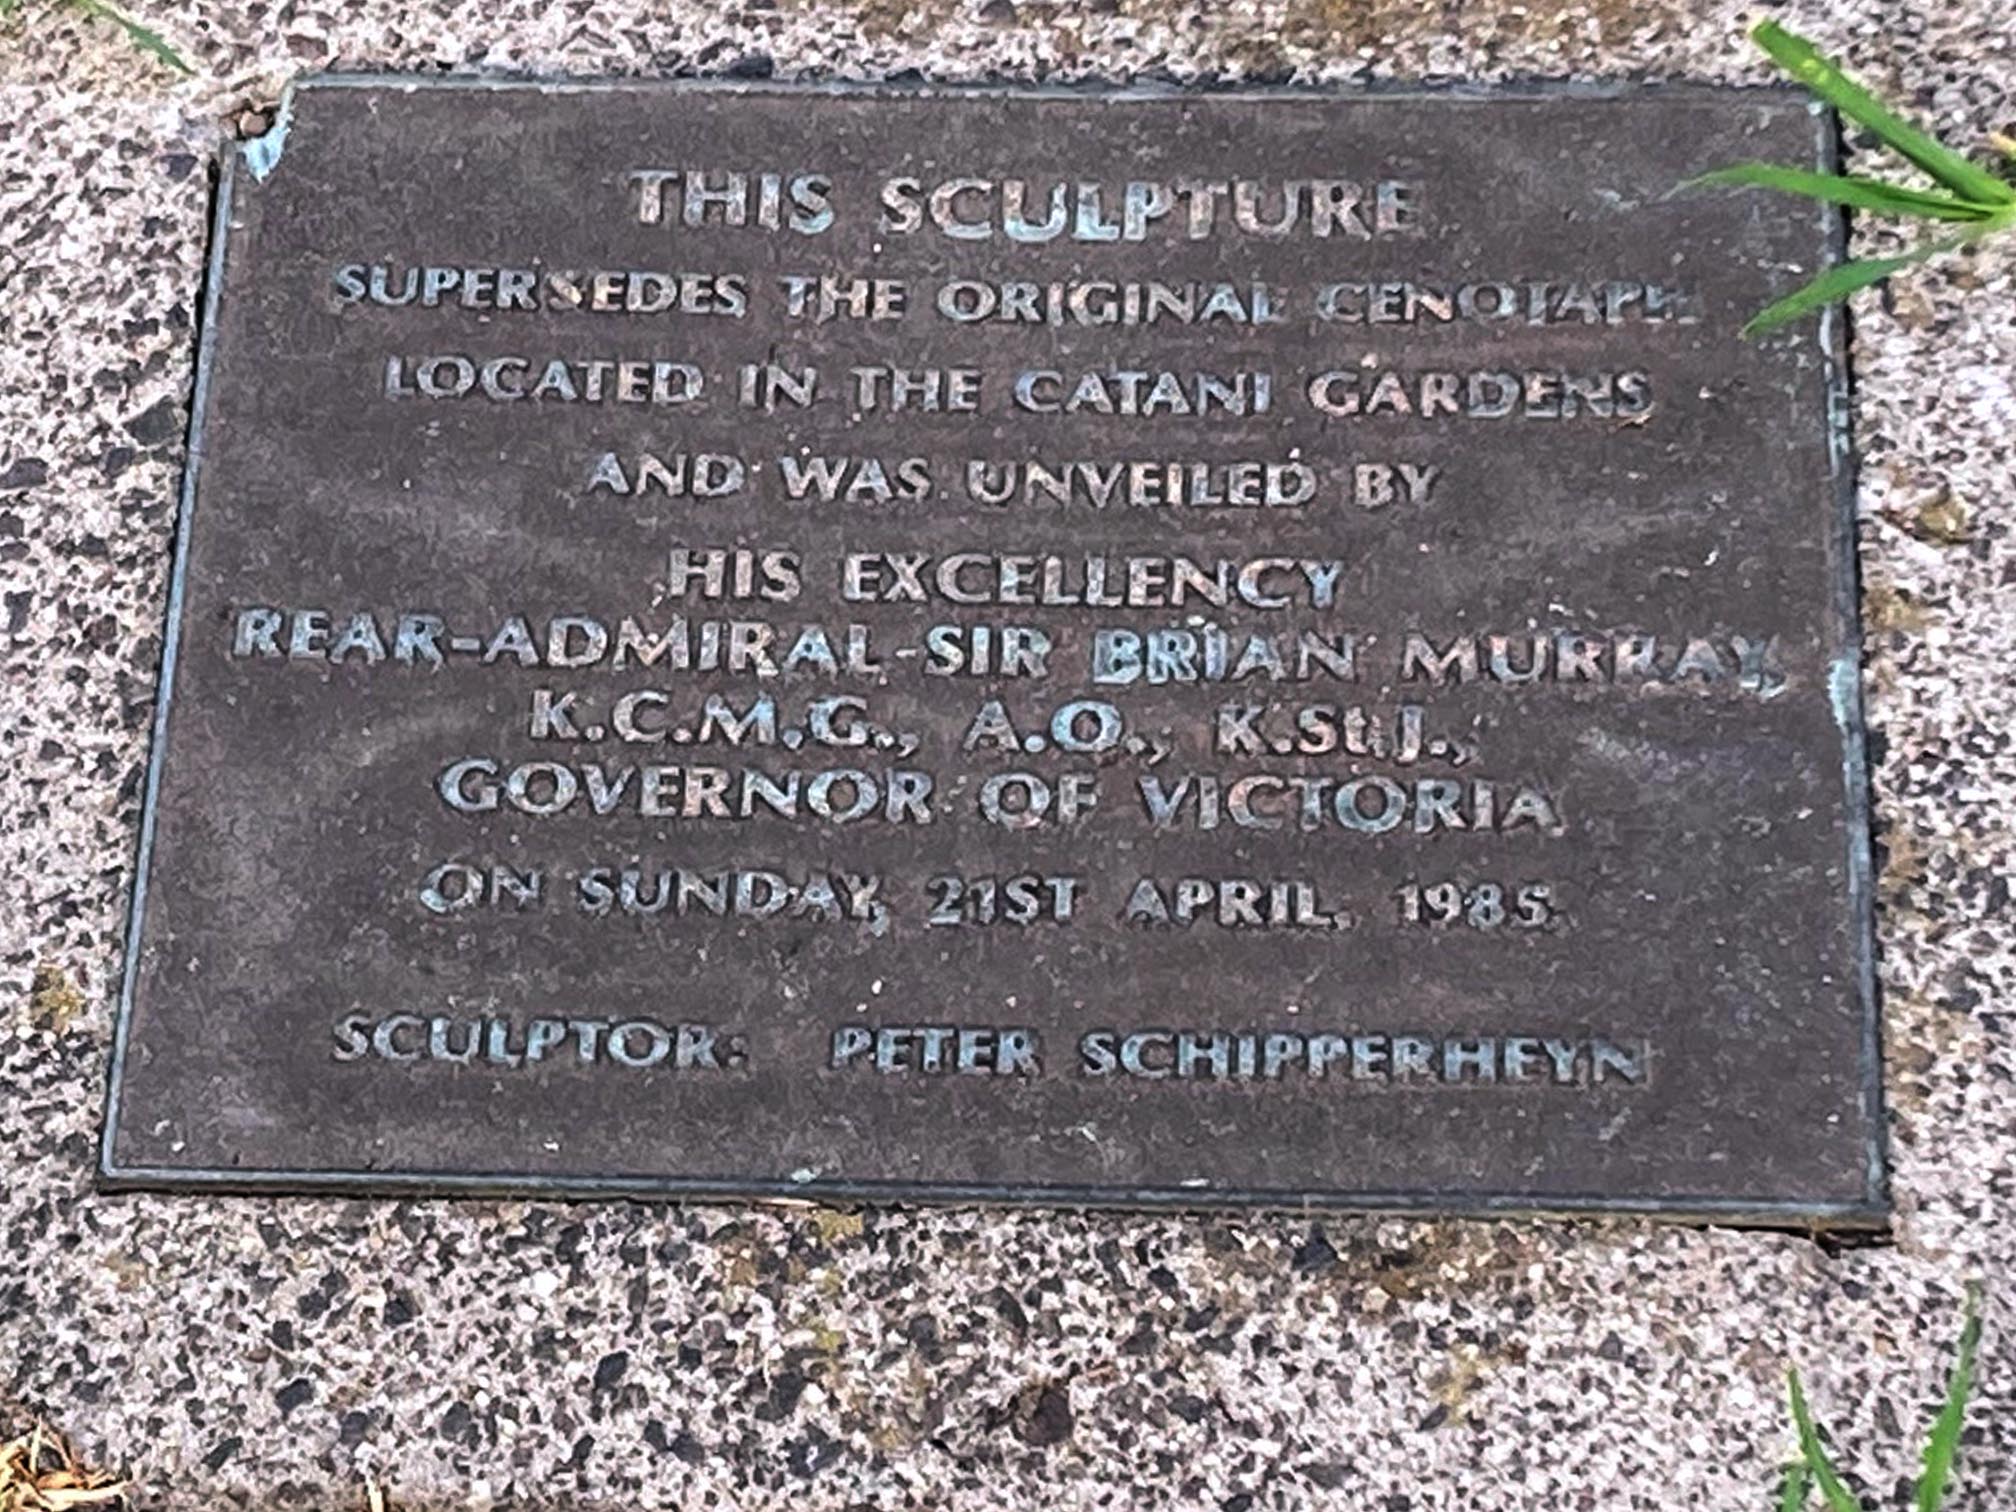 THIS SCULPTURE
SUPERSEDES THE ORIGINAL CENOTAPH
LOCATED IN THE CATANI GARDENS
AND WAS UNVEILED BY
HIS EXCELLENCY
REAR-ADMIRAL SIR BRIAN MURRAY,
K.C.M.G., A.O., K.St.J.,
GOVERNOR OF VICTORIA
ON SUNDAY, 21ST APRIL, 1985.
SCULPTOR: PETER SCHIPPERHEYN